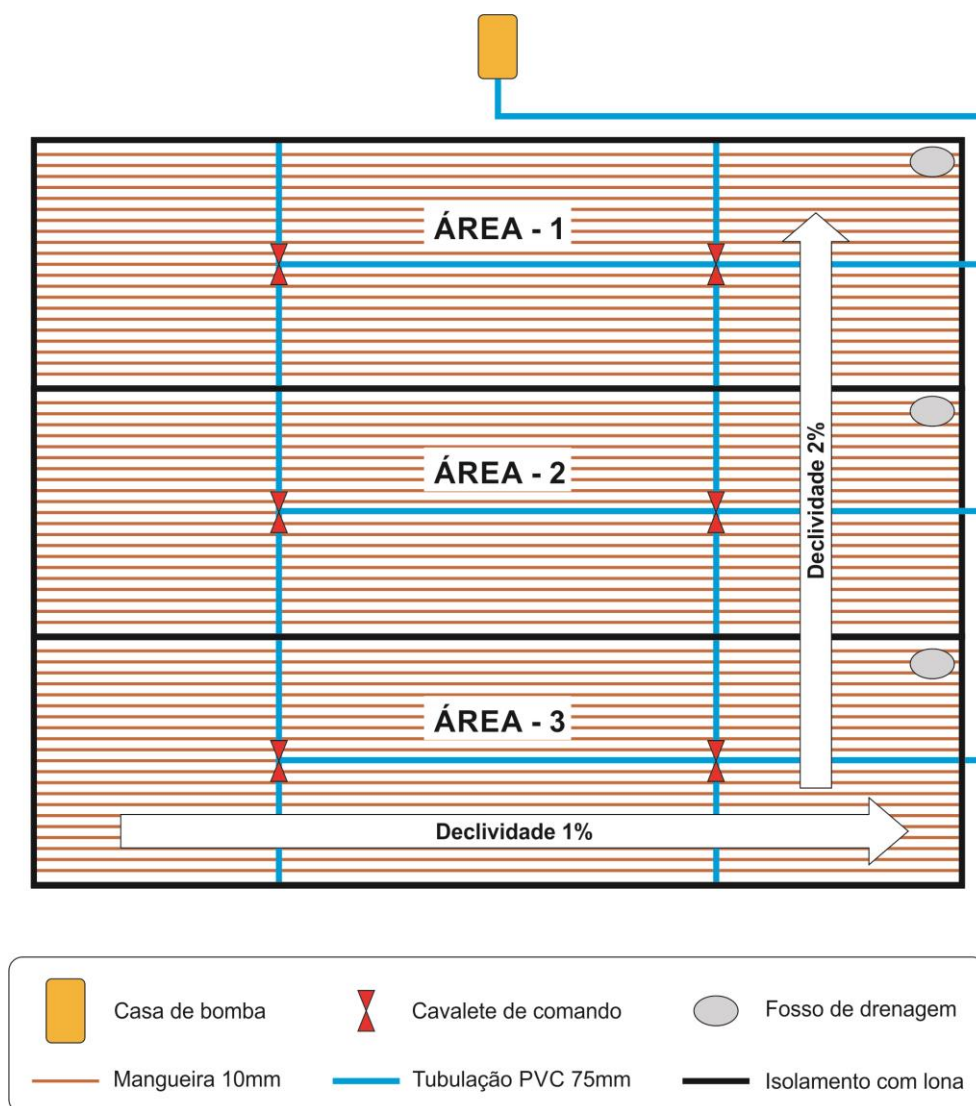 ÁREA - 1
ÁREA - 2
Declividade 2%
ÁREA - 3
Declividade 1%
Casa de bomba
Cavalete de comando
Fosso de drenagem
Mangueira 10mm
Tubulação PVC 75mm
Isolamento com lona